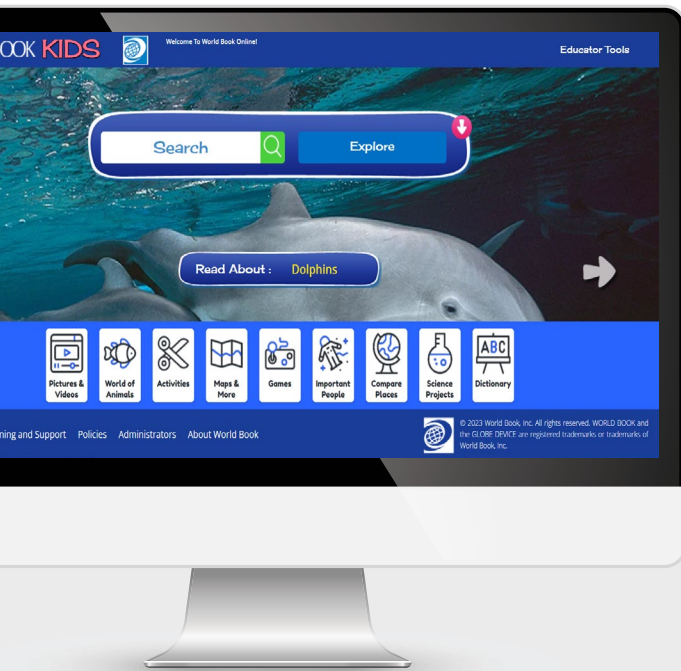 OOK KIDS
Welcome To World Book Online!
Educator Tools
Search
Explore
Read About : Dolphins
Pictures &
Videos
World of
Animals
Activities
Maps &
More
Games
Important
People
Compare
Places
Science
Projects
ABC
Dictionary
ning and Support Policies Administrators About World Book
© 2023 World Book, Inc. All rights reserved. WORLD BOOK and
the GLOBE DEVICE are registered trademarks or trademarks of
World Book, Inc.